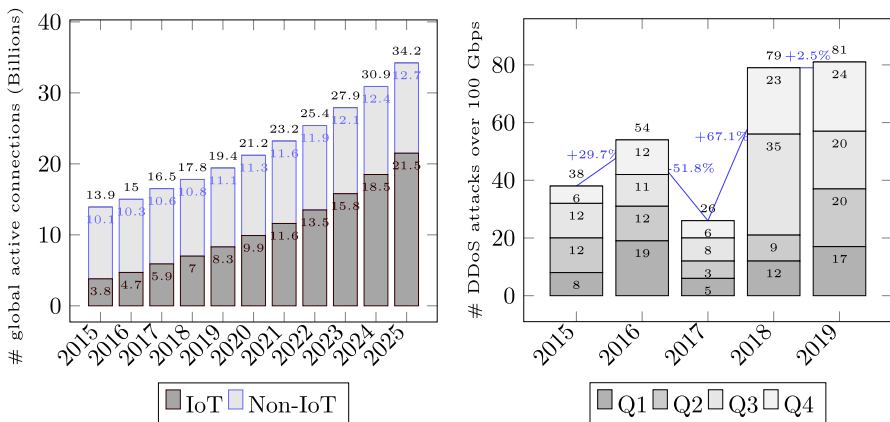 # global active connections (Billions)
40
30
20
10
0
13.9 15 16.5 17.8 19.4 21.2 23.2 25.4 27.9 30.9 34.2
10.1 10.3 10.6 10.8 11.1 11.3 11.6 11.9 12.1 12.4 12.7
3.8 4.7 5.9 7 8.3 9.9 11.6 13.5 15.8 18.5 21.5
2015 2016 2017 2018 2019 2020 2021 2022 2023 2024 2025
IoT Non-IoT
# DDoS attacks over 100 Gbps
80
60
40
20
0
38 54 26 79 81
+29.7% -51.8% +67.1% +2.5%
6 12 6 23 24
12 11 8 35 20
12 12 3 9 20
8 19 5 12 17
2015 2016 2017 2018 2019
Q1 Q2 Q3 Q4